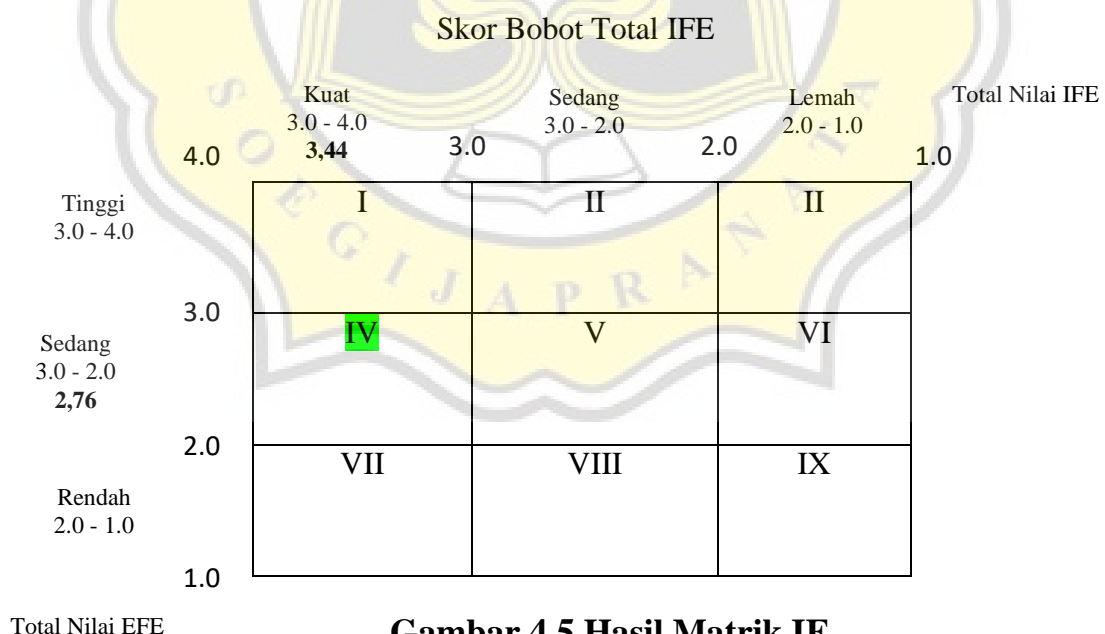 Skor Bobot Total IFE
Kuat
3.0 - 4.0
3,44
Sedang
3.0 - 2.0
Lemah
2.0 - 1.0
Total Nilai IFE
4.0
3.0
2.0
1.0
Tinggi
3.0 - 4.0
I
II
II
3.0
Sedang
3.0 - 2.0
2,76
IV
V
VI
2.0
Rendah
2.0 - 1.0
VII
VIII
IX
1.0
Total Nilai EFE
Gambar 4.5 Hasil Matrik IE
SOEGIJAPRANATA